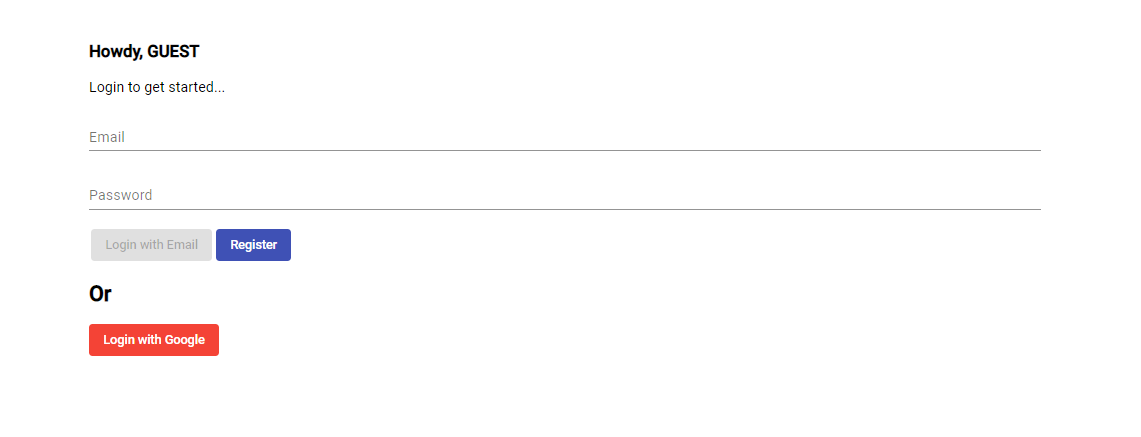 Howdy, GUEST
Login to get started...
Email
Password
Login with Email Register
Or
Login with Google